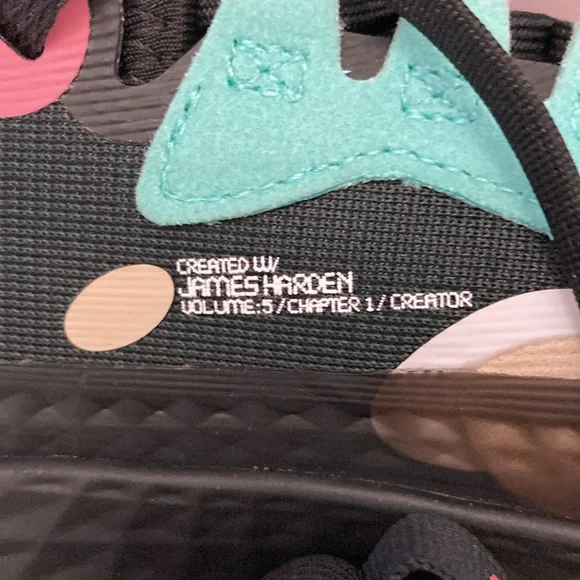 CREATED W/
JAMES HARDEN
VOLUME:5/CHAPTER 1/CREATOR